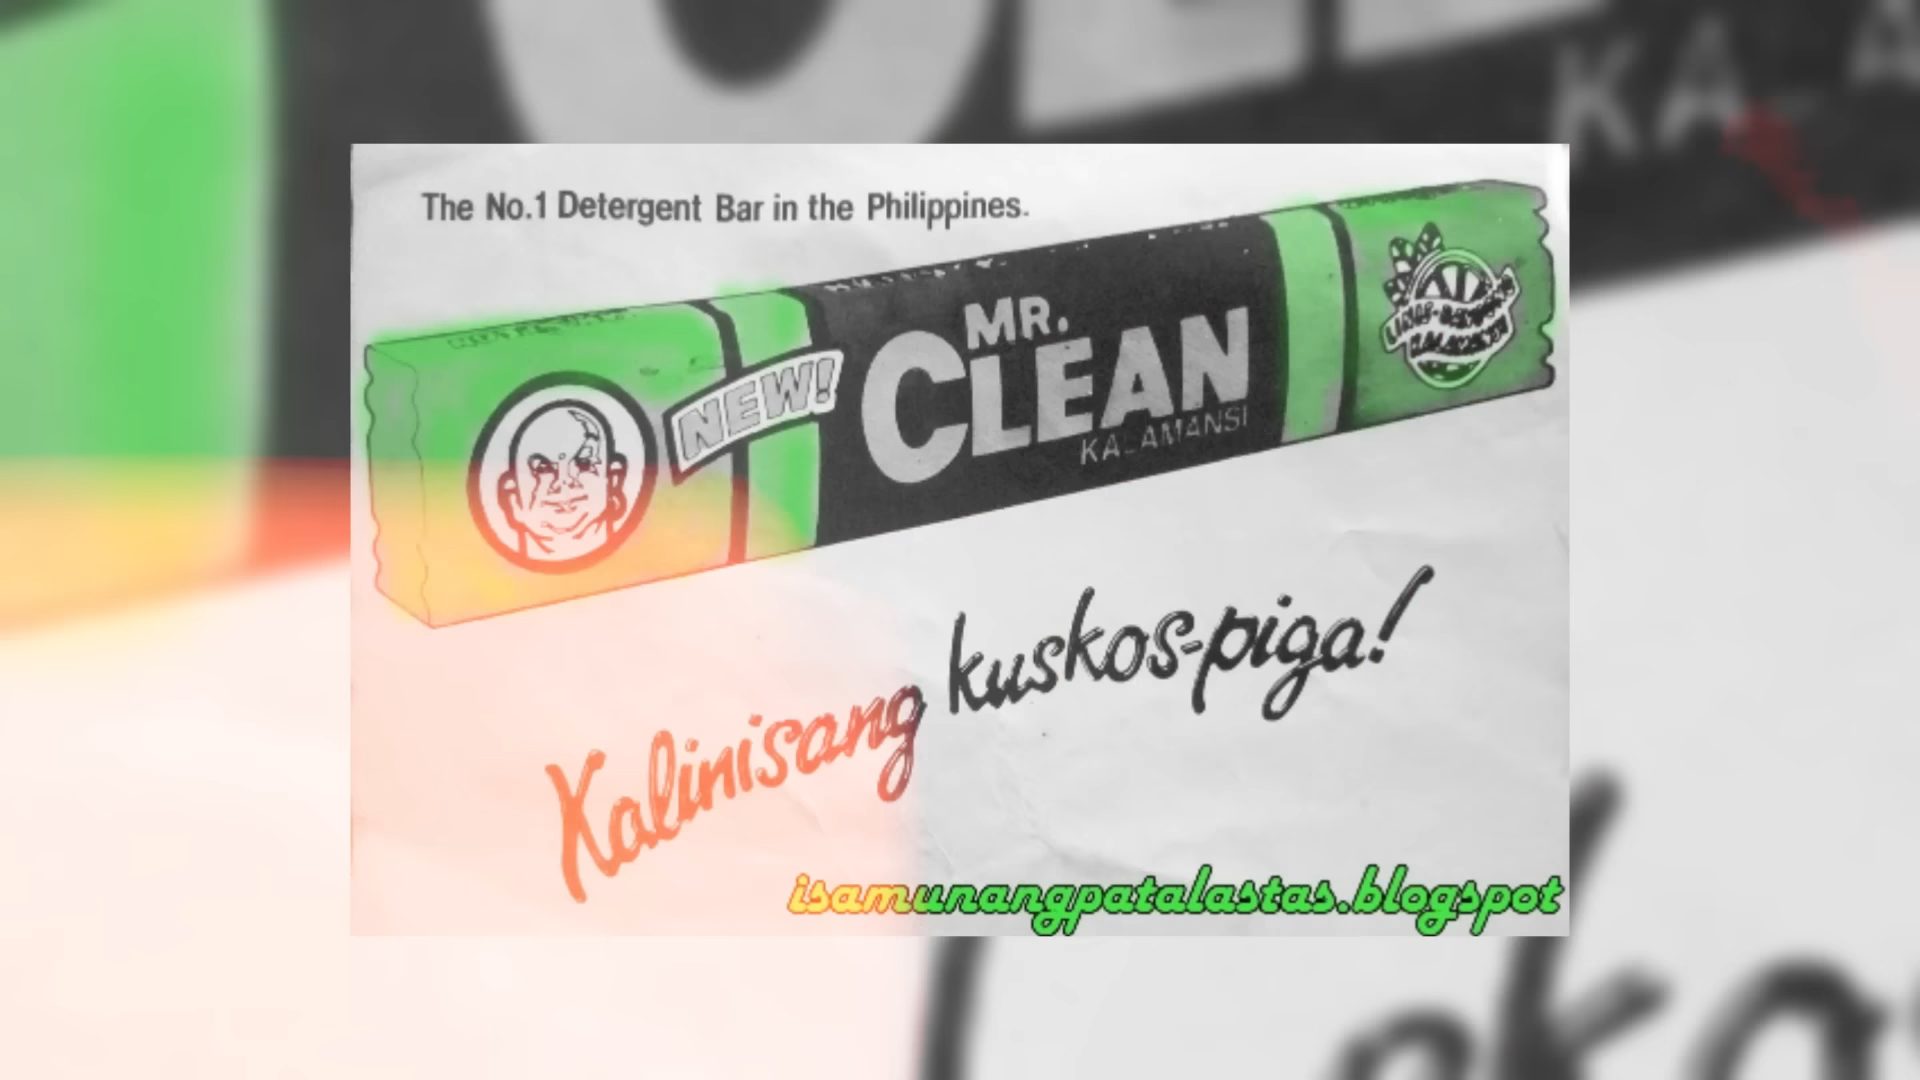 The No.1 Detergent Bar in the Philippines.
NEW!
MR.
CLEAN
KALAMANSI
Kalinisang kuskos-piga!
isamunangpatalastas.blogspot